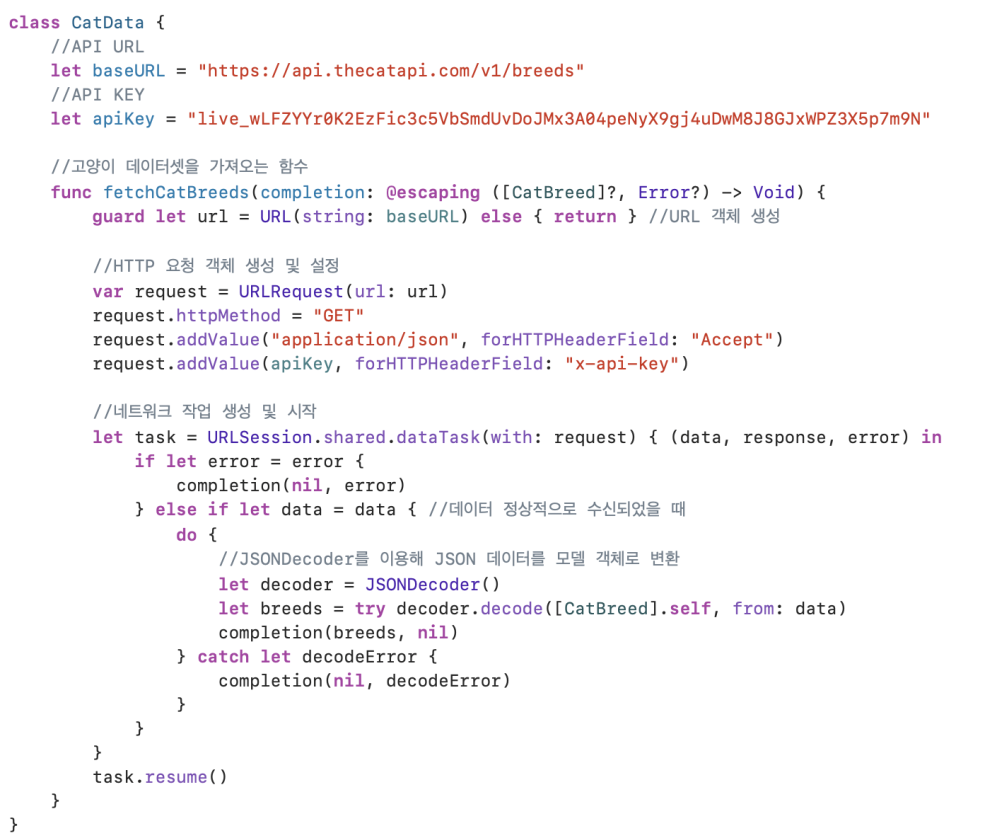 class CatData {
    //API URL
    let baseURL = "https://api.thecatapi.com/v1/breeds"
    //API KEY
    let apiKey = "live_wLFZYYr0K2EzFic3c5VbSmdUvDoJMx3A04peNyX9gj4uDwM8J8GJxWPZ3X5p7m9N"

    //고양이 데이터셋을 가져오는 함수
    func fetchCatBreeds(completion: @escaping ([CatBreed]?, Error?) -> Void) {
        guard let url = URL(string: baseURL) else { return } //URL 객체 생성

        //HTTP 요청 객체 생성 및 설정
        var request = URLRequest(url: url)
        request.httpMethod = "GET"
        request.addValue("application/json", forHTTPHeaderField: "Accept")
        request.addValue(apiKey, forHTTPHeaderField: "x-api-key")

        //네트워크 작업 생성 및 시작
        let task = URLSession.shared.dataTask(with: request) { (data, response, error) in
            if let error = error {
                completion(nil, error)
            } else if let data = data { //데이터 정상적으로 수신되었을 때
                do {
                    //JSONDecoder를 이용해 JSON 데이터를 모델 객체로 변환
                    let decoder = JSONDecoder()
                    let breeds = try decoder.decode([CatBreed].self, from: data)
                    completion(breeds, nil)
                } catch let decodeError {
                    completion(nil, decodeError)
                }
            }
        }
        task.resume()
    }
}